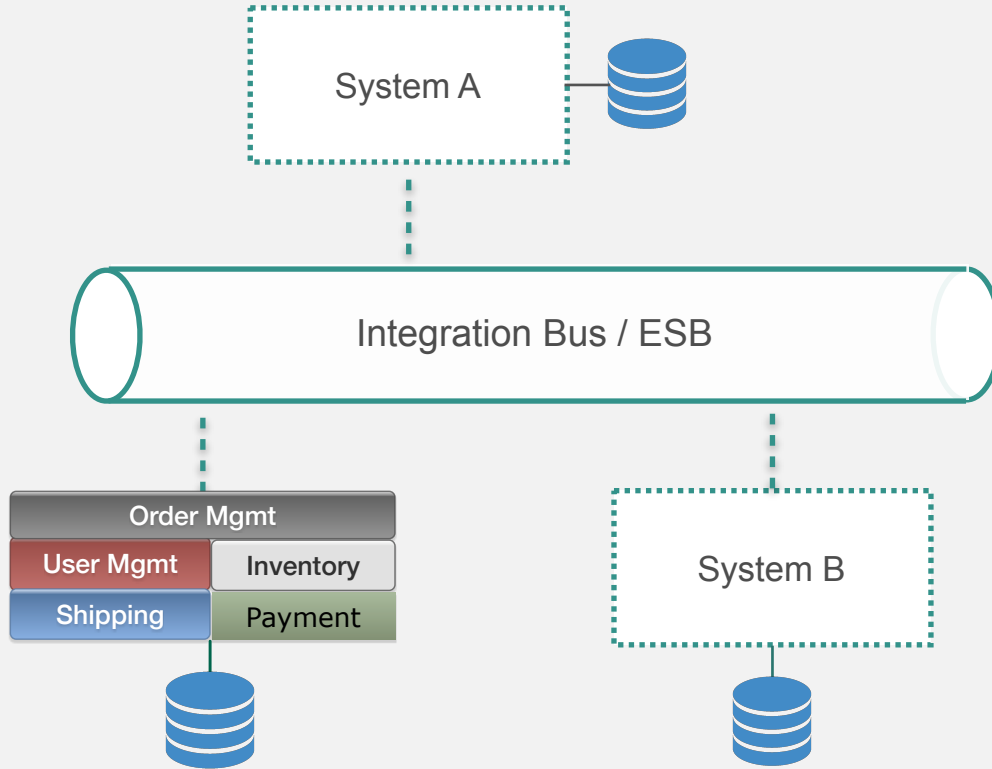 System A
Integration Bus / ESB
Order Mgmt
User Mgmt
Inventory
Shipping
Payment
System B